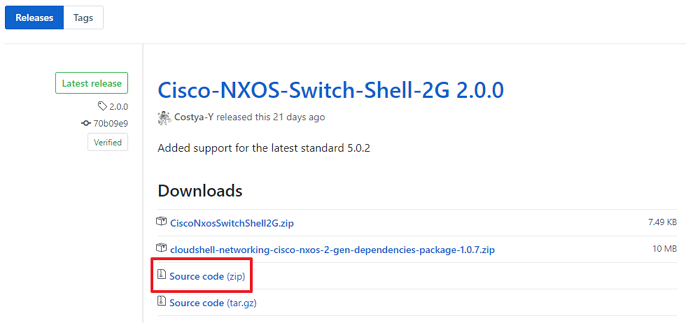 Releases Tags
Latest release
2.0.0
70b09e9
Verified
Cisco-NXOS-Switch-Shell-2G 2.0.0
Costya-Y released this 21 days ago
Added support for the latest standard 5.0.2
Downloads
CiscoNxosSwitchShell2G.zip 7.49 KB
cloudshell-networking-cisco-nxos-2-gen-dependencies-package-1.0.7.zip 10 MB
Source code (zip)
Source code (tar.gz)